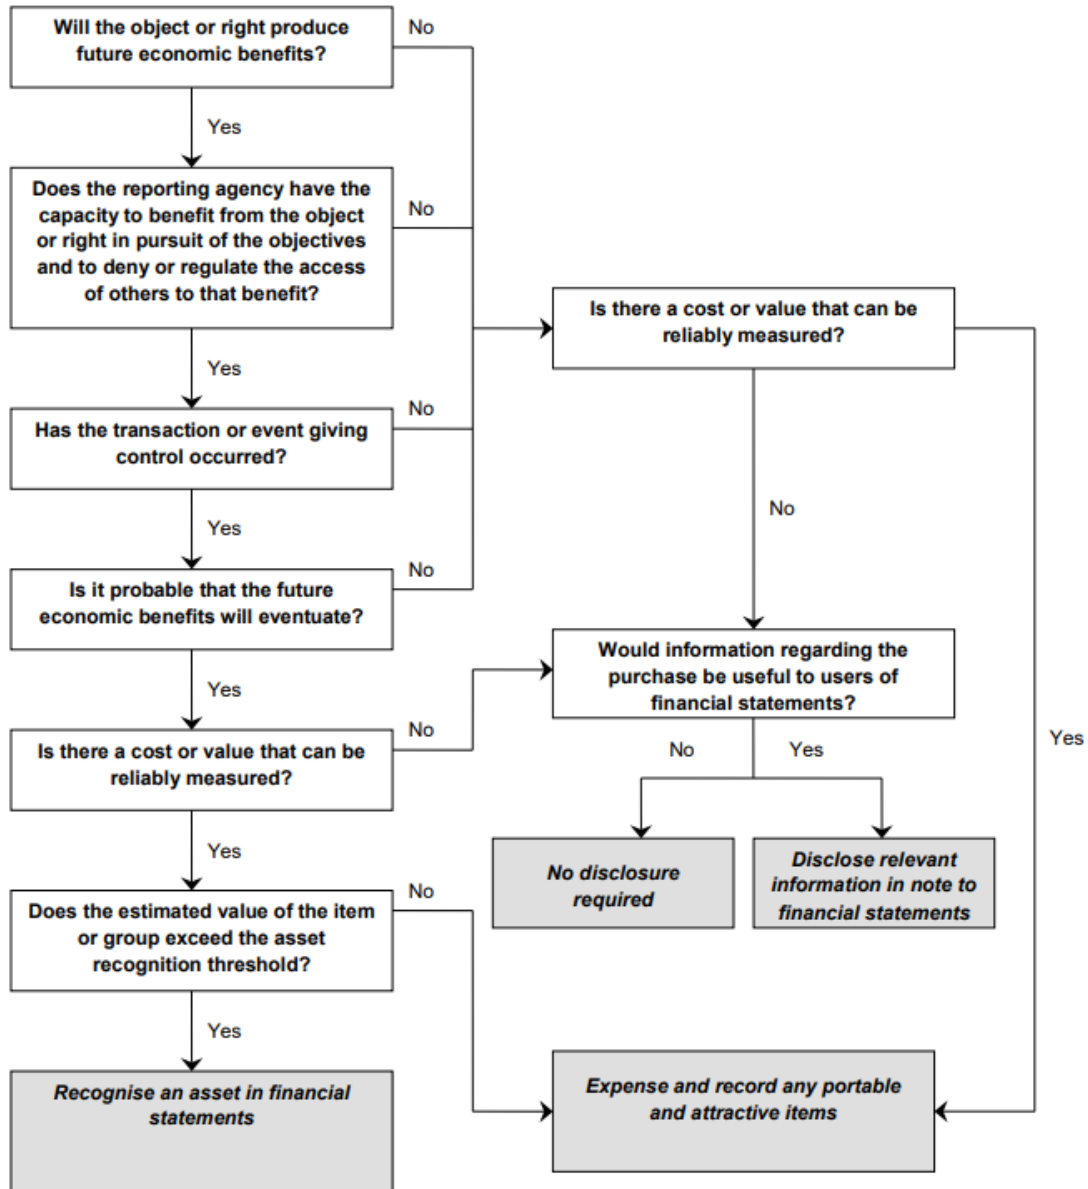 Will the object or right produce
future economic benefits?
No
Yes
Does the reporting agency have the
capacity to benefit from the object
or right in pursuit of the objectives
and to deny or regulate the access
of others to that benefit?
No
Is there a cost or value that can be
reliably measured?
Yes
No
Has the transaction or event giving
control occurred?
No
Yes
No
Is it probable that the future
economic benefits will eventuate?
Would information regarding the
purchase be useful to users of
financial statements?
Yes
No
Is there a cost or value that can be
reliably measured?
No
Yes
Yes
Yes
No disclosure
required
Disclose relevant
information in note to
financial statements
Does the estimated value of the item
or group exceed the asset
recognition threshold?
No
Yes
Recognise an asset in financial
statements
Expense and record any portable
and attractive items